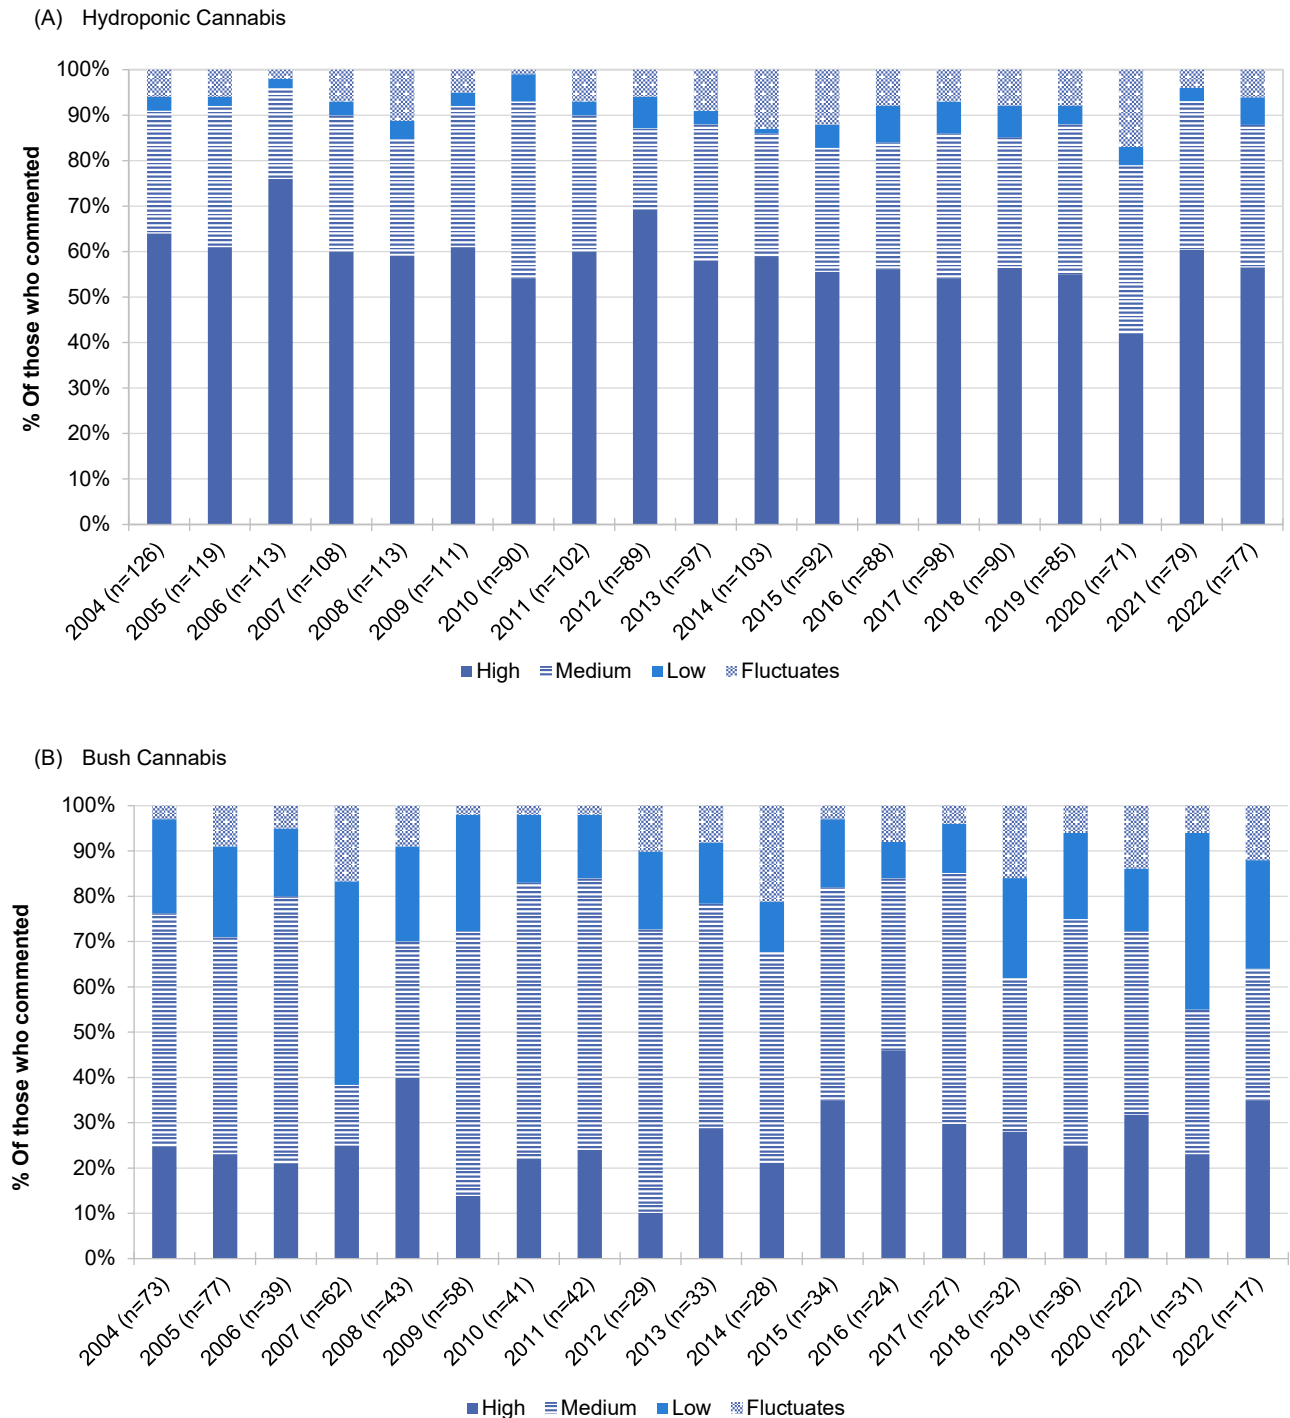 (A) Hydroponic Cannabis
% Of those who commented
100%
90%
80%
70%
60%
50%
40%
30%
20%
10%
0%
2004 (n=126)
2005 (n=119)
2006 (n=113)
2007 (n=108)
2008 (n=113)
2009 (n=111)
2010 (n=90)
2011 (n=102)
2012 (n=89)
2013 (n=97)
2014 (n=103)
2015 (n=92)
2016 (n=88)
2017 (n=98)
2018 (n=90)
2019 (n=85)
2020 (n=71)
2021 (n=79)
2022 (n=77)
High Medium Low Fluctuates
(B) Bush Cannabis
% Of those who commented
100%
90%
80%
70%
60%
50%
40%
30%
20%
10%
0%
2004 (n=73)
2005 (n=77)
2006 (n=39)
2007 (n=62)
2008 (n=43)
2009 (n=58)
2010 (n=41)
2011 (n=42)
2012 (n=29)
2013 (n=33)
2014 (n=28)
2015 (n=34)
2016 (n=24)
2017 (n=27)
2018 (n=32)
2019 (n=36)
2020 (n=22)
2021 (n=31)
2022 (n=17)
High Medium Low Fluctuates